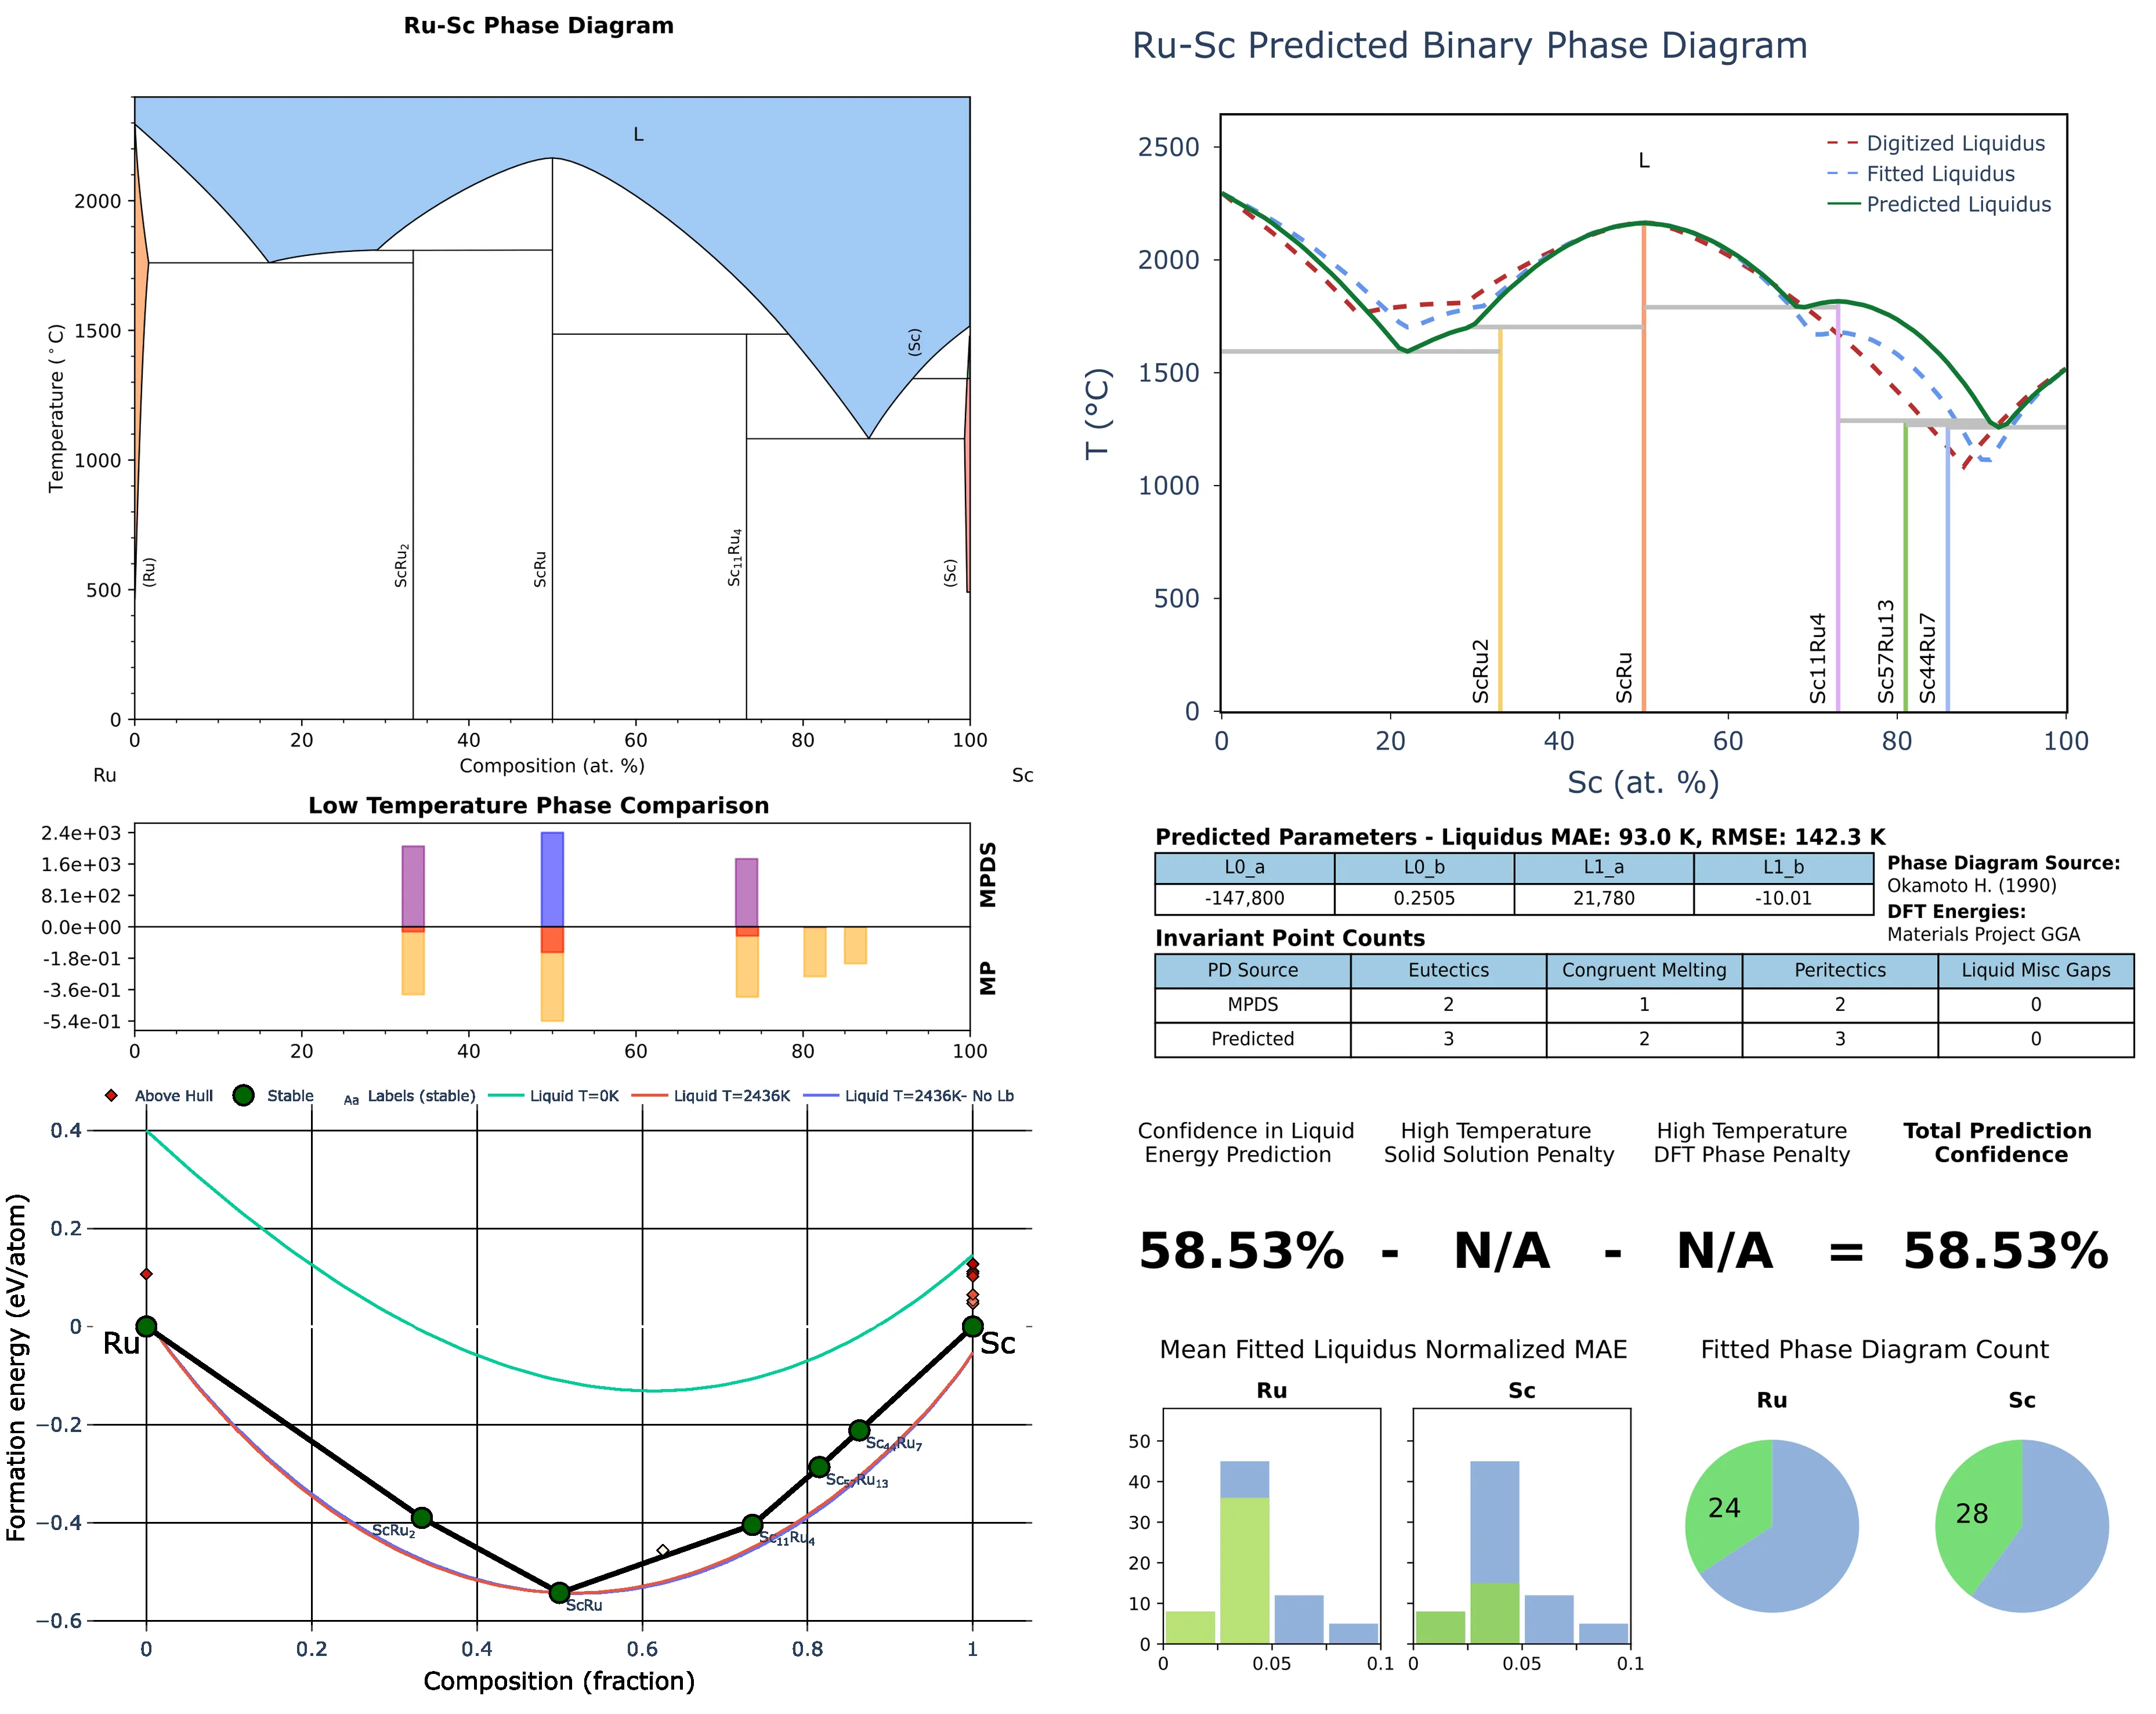 Ru-Sc Phase Diagram
L
(Sc)
(Ru)
ScRu2
ScRu
Sc11Ru4
(Sc)
Temperature (°C)
2000
1500
1000
500
0
0 20 40 60 80 100
Composition (at. %)
Ru Sc
Low Temperature Phase Comparison
2.4e+03
1.6e+03
8.1e+02
0.0e+00
-1.8e-01
-3.6e-01
-5.4e-01
MPDS
MP
0 20 40 60 80 100
Above Hull Stable Aa Labels (stable) Liquid T=0K Liquid T=2436K Liquid T=2436K- No Lb
Formation energy (eV/atom)
0.4
0.2
0
−0.2
−0.4
−0.6
Ru
Sc
Sc44Ru7
Sc57Ru13
ScRu2
Sc11Ru4
ScRu
0 0.2 0.4 0.6 0.8 1
Composition (fraction)
Ru-Sc Predicted Binary Phase Diagram
L
Digitized Liquidus
Fitted Liquidus
Predicted Liquidus
T (°C)
2500
2000
1500
1000
500
0
ScRu2
ScRu
Sc11Ru4
Sc57Ru13
Sc44Ru7
0 20 40 60 80 100
Sc (at. %)
Predicted Parameters - Liquidus MAE: 93.0 K, RMSE: 142.3 K
L0_a L0_b L1_a L1_b
-147,800 0.2505 21,780 -10.01
Phase Diagram Source:
Okamoto H. (1990)
DFT Energies:
Materials Project GGA
Invariant Point Counts
PD Source Eutectics Congruent Melting Peritectics Liquid Misc Gaps
MPDS 2 1 2 0
Predicted 3 2 3 0
Confidence in Liquid
Energy Prediction
High Temperature
Solid Solution Penalty
High Temperature
DFT Phase Penalty
Total Prediction
Confidence
58.53% - N/A - N/A = 58.53%
Mean Fitted Liquidus Normalized MAE
Fitted Phase Diagram Count
Ru
Sc
Ru
Sc
50
40
30
20
10
0
0 0.05 0.1
0 0.05 0.1
24
28